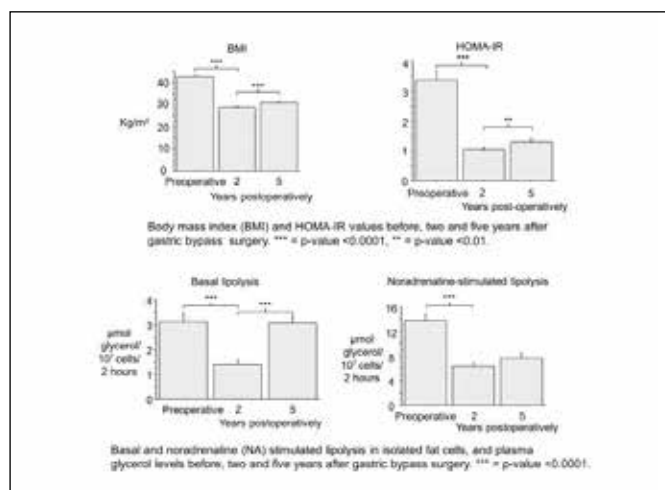 BMI
***
***
40
30
20
10
0
Kg/m²
Preoperative 2 5
Years postoperatively
HOMA-IR
***
**
4
3
2
1
0
Preoperative 2 5
Years post-operatively
Body mass index (BMI) and HOMA-IR values before, two and five years after
gastric bypass surgery. *** = p-value <0.0001, ** = p-value <0.01.
Basal lipolysis
***
***
4
3
2
1
0
µmol
glycerol/
10⁷ cells/
2 hours
Preoperative 2 5
Years postoperatively
Noradrenaline-stimulated lipolysis
***
16
12
8
4
0
µmol
glycerol/
10⁷ cells/
2 hours
Preoperative 2 5
Years postoperatively
Basal and noradrenaline (NA) stimulated lipolysis in isolated fat cells, and plasma
glycerol levels before, two and five years after gastric bypass surgery. *** = p-value <0.0001.